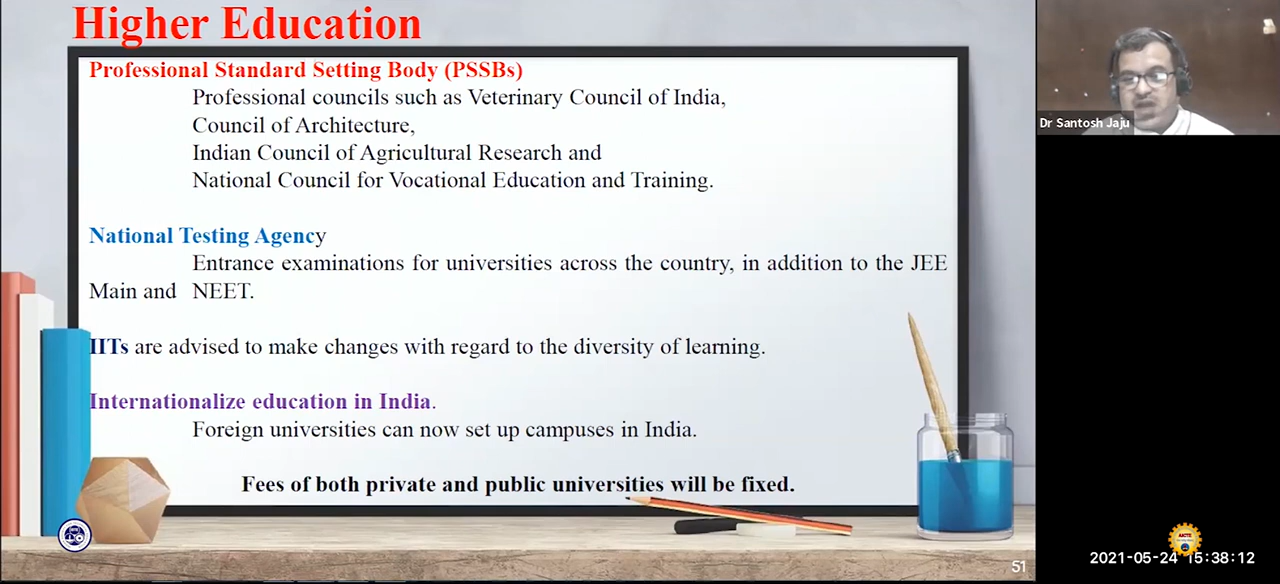 Higher Education
Professional Standard Setting Body (PSSBs)
Professional councils such as Veterinary Council of India,
Council of Architecture,
Indian Council of Agricultural Research and
National Council for Vocational Education and Training.
National Testing Agency
Entrance examinations for universities across the country, in addition to the JEE
Main and NEET.
IITs are advised to make changes with regard to the diversity of learning.
Internationalize education in India.
Foreign universities can now set up campuses in India.
Fees of both private and public universities will be fixed.
51
Dr Santosh Jaju
AICTE
2021-05-24 15:38:12